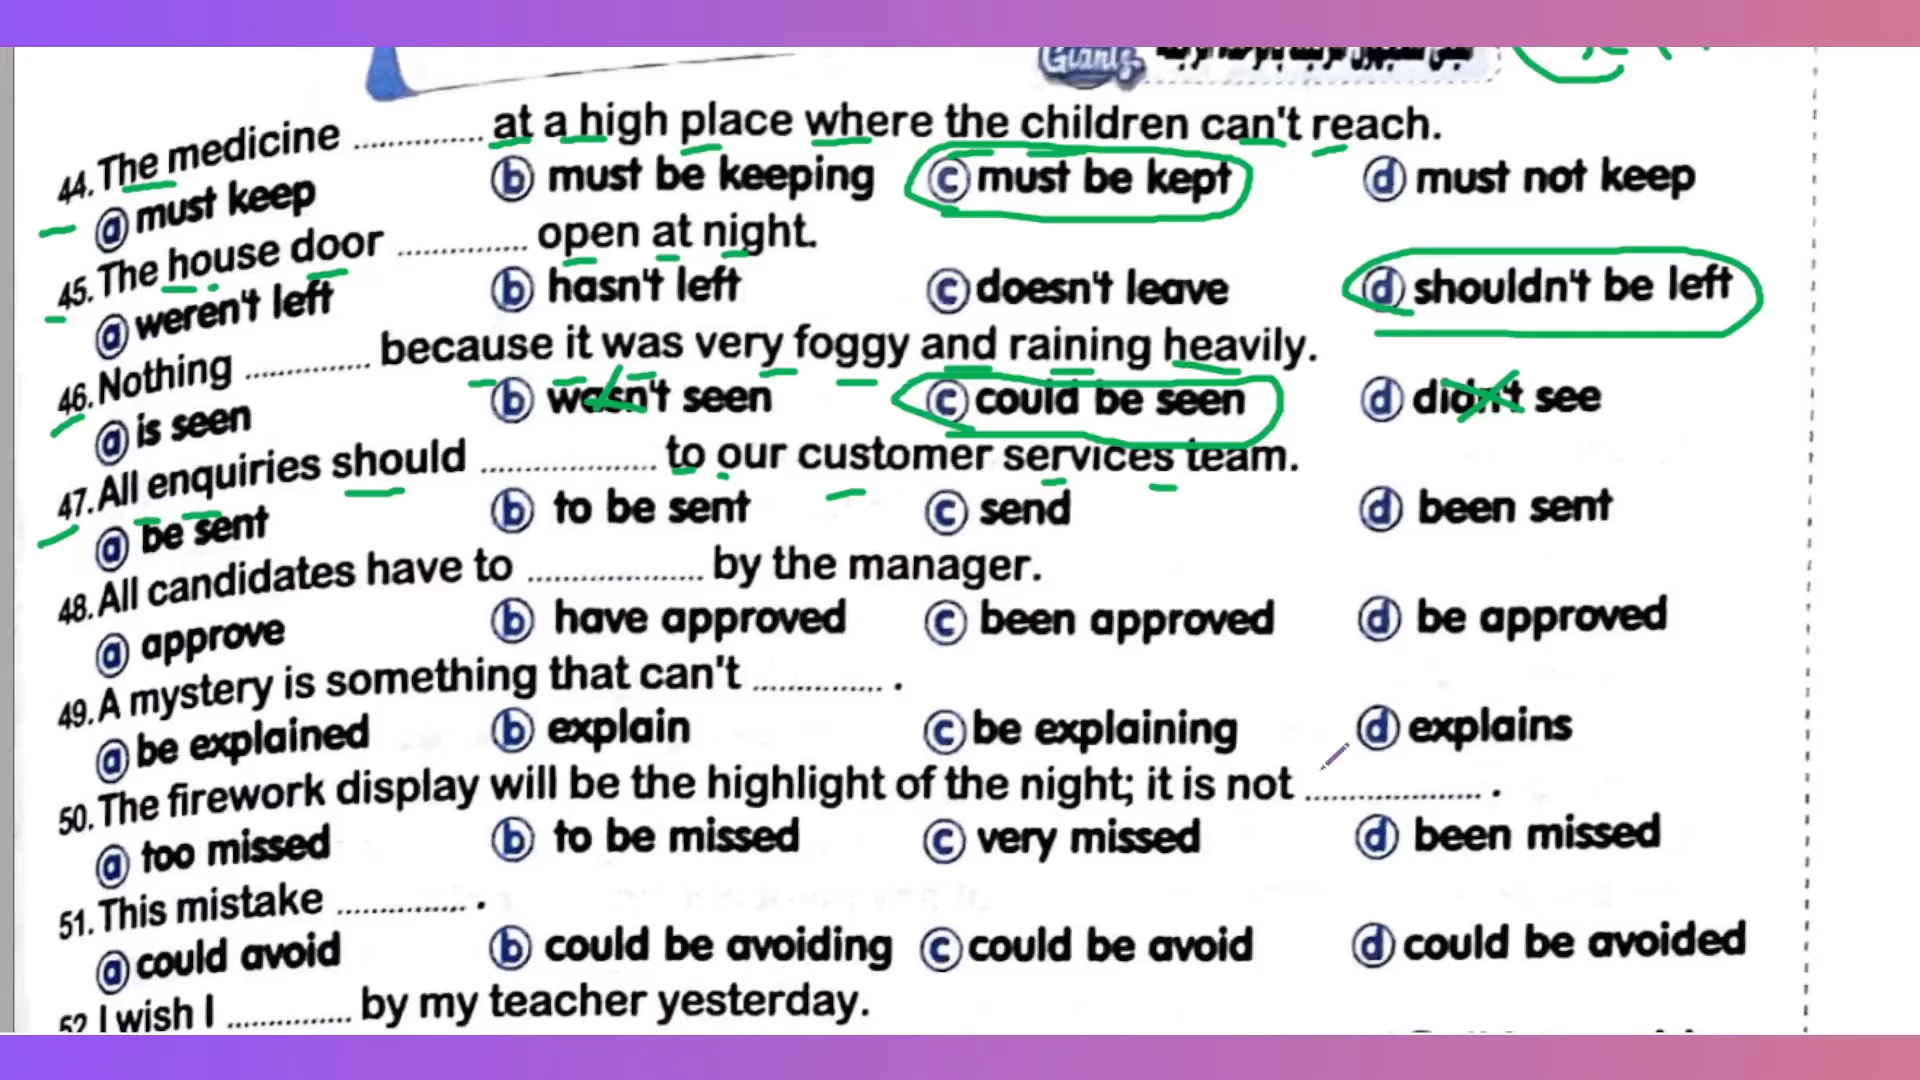 Giants
44. The medicine ............ at a high place where the children can't reach.
a must keep b must be keeping c must be kept d must not keep
45. The house door ............ open at night.
a weren't left b hasn't left c doesn't leave d shouldn't be left
46. Nothing ............ because it was very foggy and raining heavily.
a is seen b wasn't seen c could be seen d didn't see
47. All enquiries should ................. to our customer services team.
a be sent b to be sent c send d been sent
48. All candidates have to ................. by the manager.
a approve b have approved c been approved d be approved
49. A mystery is something that can't ............ .
a be explained b explain c be explaining d explains
50. The firework display will be the highlight of the night; it is not ................. .
a too missed b to be missed c very missed d been missed
51. This mistake ............ .
a could avoid b could be avoiding c could be avoid d could be avoided
52 I wish I ............ by my teacher yesterday.